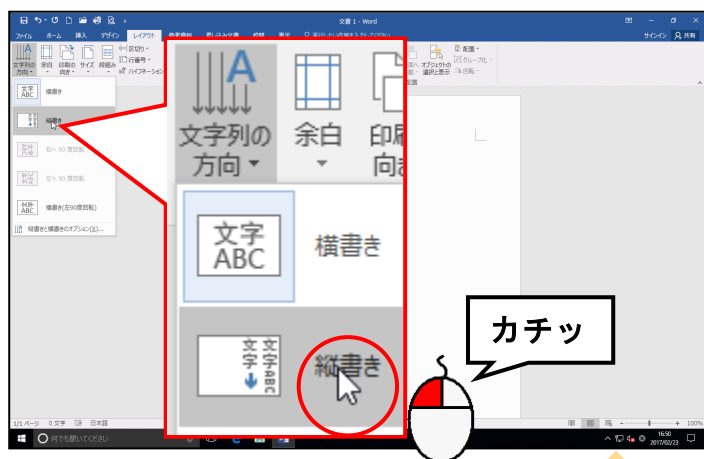 文書 1 - Word
ファイル ホーム 挿入 デザイン レイアウト 参考資料 差し込み文書 校閲 表示 サインイン 共有
文字列の方向 余白 印刷の向き サイズ 段組み
区切り
行番号
ハイフネーション
オブジェクトの選択と表示
配置
グループ化
回転
文字
ABC
横書き
縦書き
右へ 90 度回転
左へ 90 度回転
横書き(左90度回転)
縦書きと横書きのオプション(X)...
A
文字列の
方向
余白
印刷
向き
文字
ABC
横書き
文字ABC
文字
縦書き
カチッ
1/1 ページ 0 文字 日本語
100%
何でも聞いてください
16:50
2017/02/23